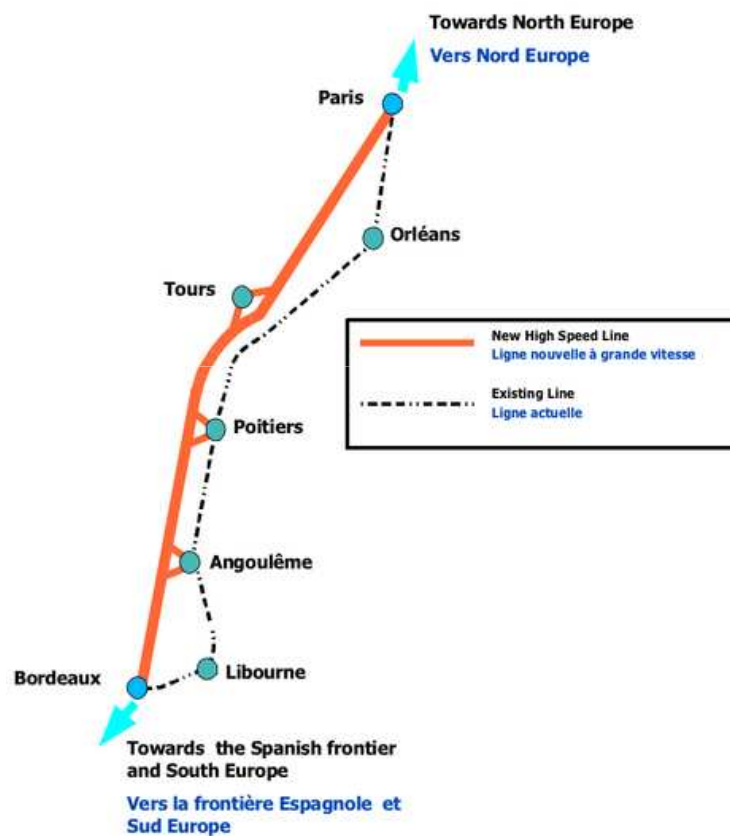 Towards North Europe
Vers Nord Europe
Paris
Orléans
Tours
New High Speed Line
Ligne nouvelle à grande vitesse
Existing Line
Ligne actuelle
Poitiers
Angoulême
Libourne
Bordeaux
Towards the Spanish frontier
and South Europe
Vers la frontière Espagnole et
Sud Europe